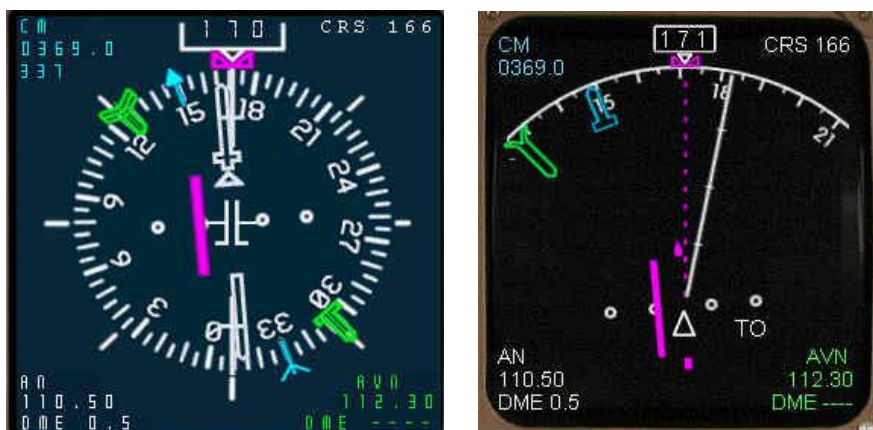 CM
0369.0
337
170
CRS 166
15
18
21
24
27
30
33
0
3
6
9
12
AN
110.50
DME 0.5
AVN
112.30
DME ----
CM
0369.0
171
CRS 166
15
18
21
TO
AN
110.50
DME 0.5
AVN
112.30
DME ----